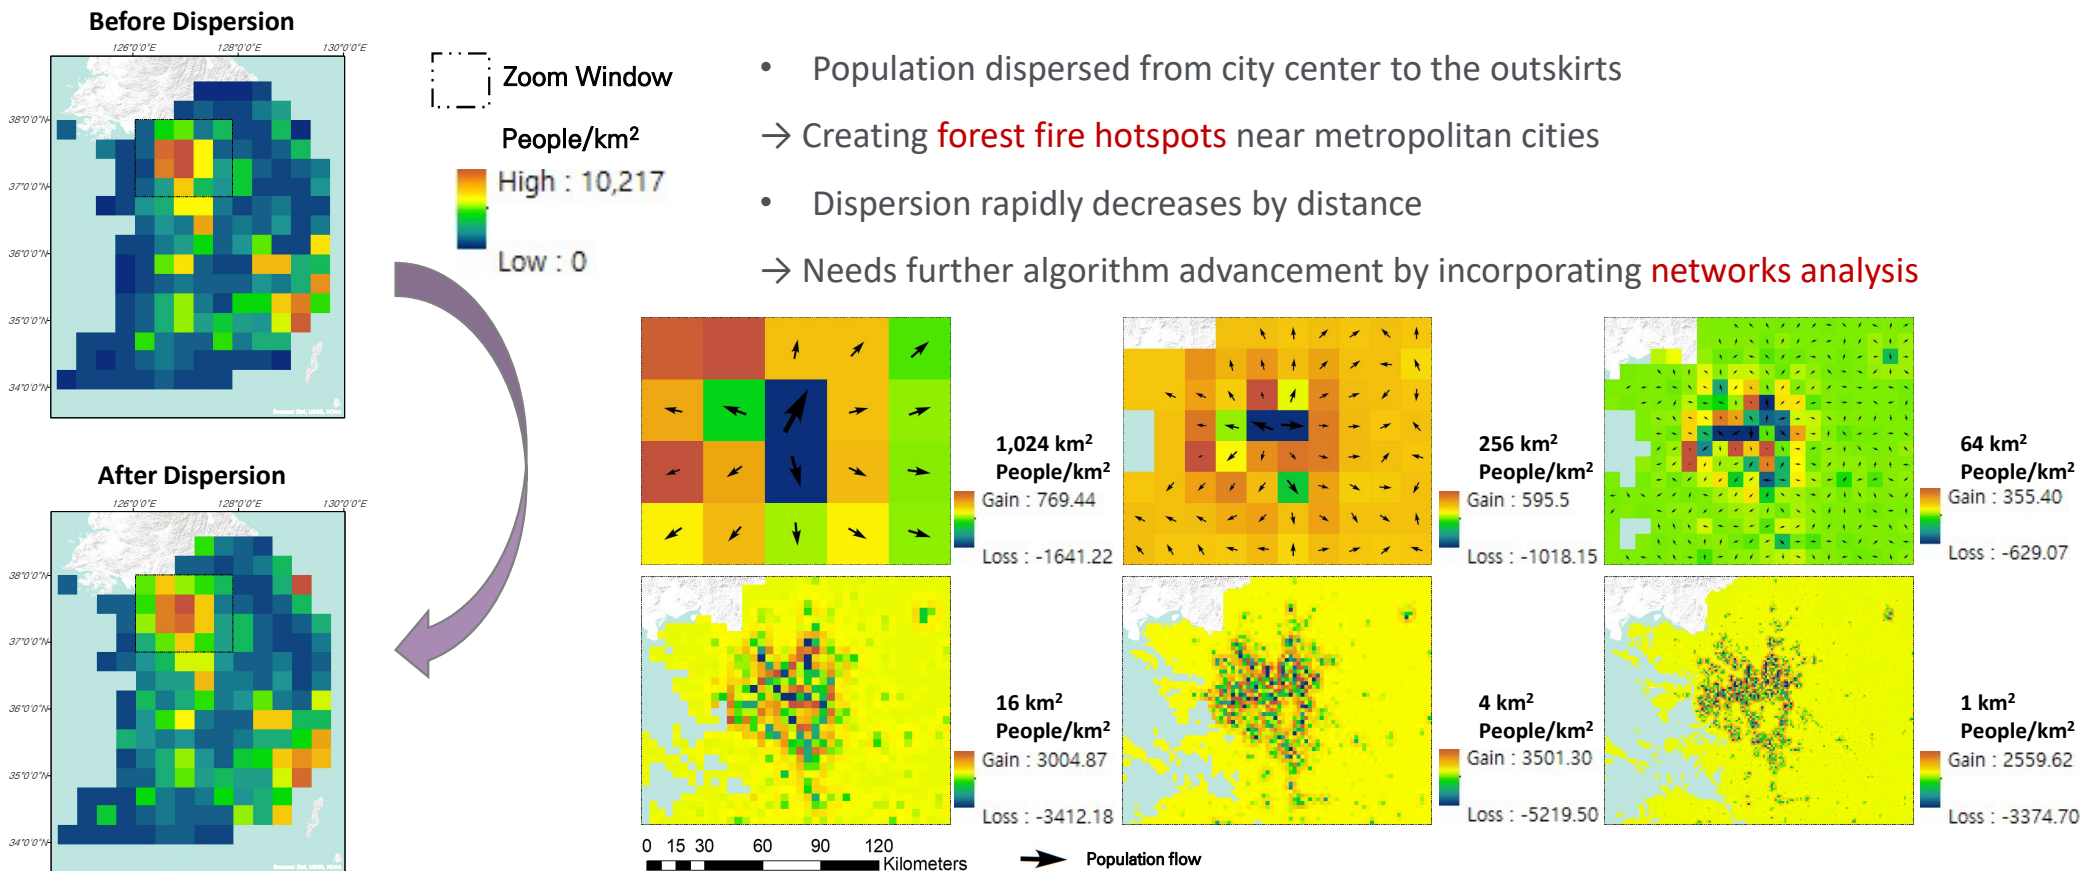 Before Dispersion
126°0'0"E 128°0'0"E 130°0'0"E
38°0'0"N
37°0'0"N
36°0'0"N
35°0'0"N
34°0'0"N
Zoom Window
People/km²
High : 10,217
Low : 0
• Population dispersed from city center to the outskirts
→ Creating forest fire hotspots near metropolitan cities
• Dispersion rapidly decreases by distance
→ Needs further algorithm advancement by incorporating networks analysis
After Dispersion
126°0'0"E 128°0'0"E 130°0'0"E
38°0'0"N
37°0'0"N
36°0'0"N
35°0'0"N
34°0'0"N
1,024 km²
People/km²
Gain : 769.44
Loss : -1641.22
256 km²
People/km²
Gain : 595.5
Loss : -1018.15
64 km²
People/km²
Gain : 355.40
Loss : -629.07
16 km²
People/km²
Gain : 3004.87
Loss : -3412.18
4 km²
People/km²
Gain : 3501.30
Loss : -5219.50
1 km²
People/km²
Gain : 2559.62
Loss : -3374.70
0 15 30 60 90 120
Kilometers
Population flow